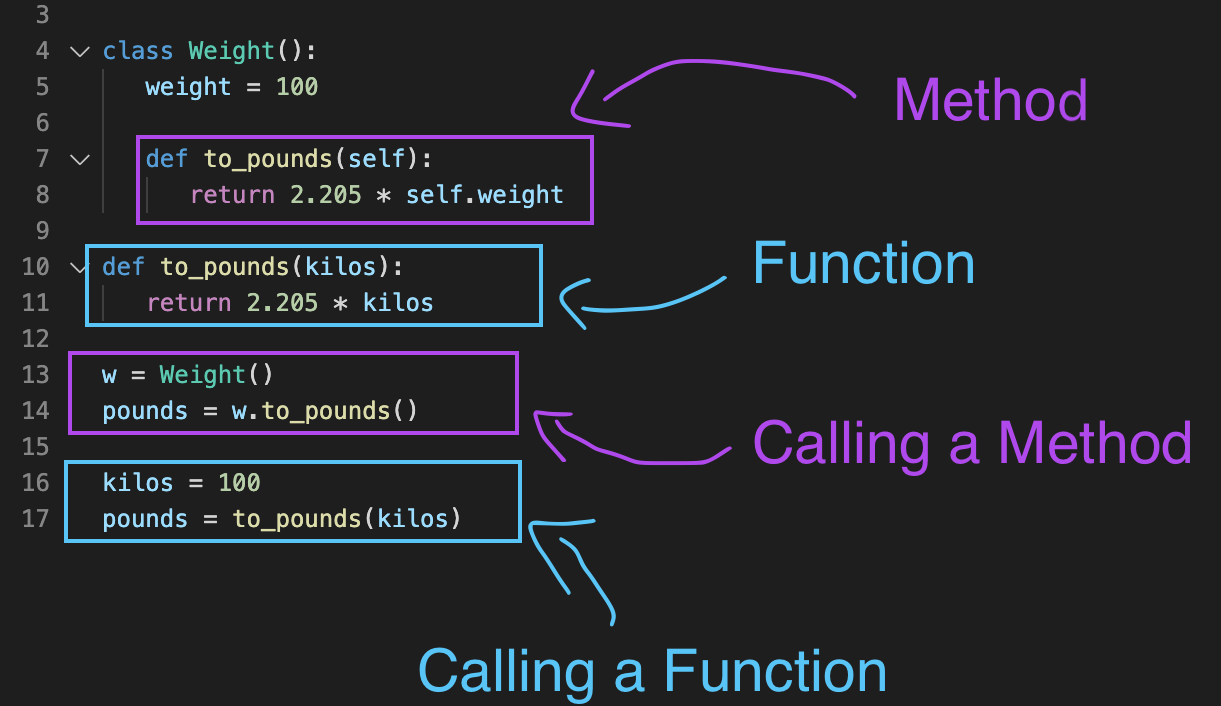 3
4 class Weight():
5 weight = 100
6
7 def to_pounds(self):
8 return 2.205 * self.weight
9
10 def to_pounds(kilos):
11 return 2.205 * kilos
12
13 w = Weight()
14 pounds = w.to_pounds()
15
16 kilos = 100
17 pounds = to_pounds(kilos)
Method
Function
Calling a Method
Calling a Function